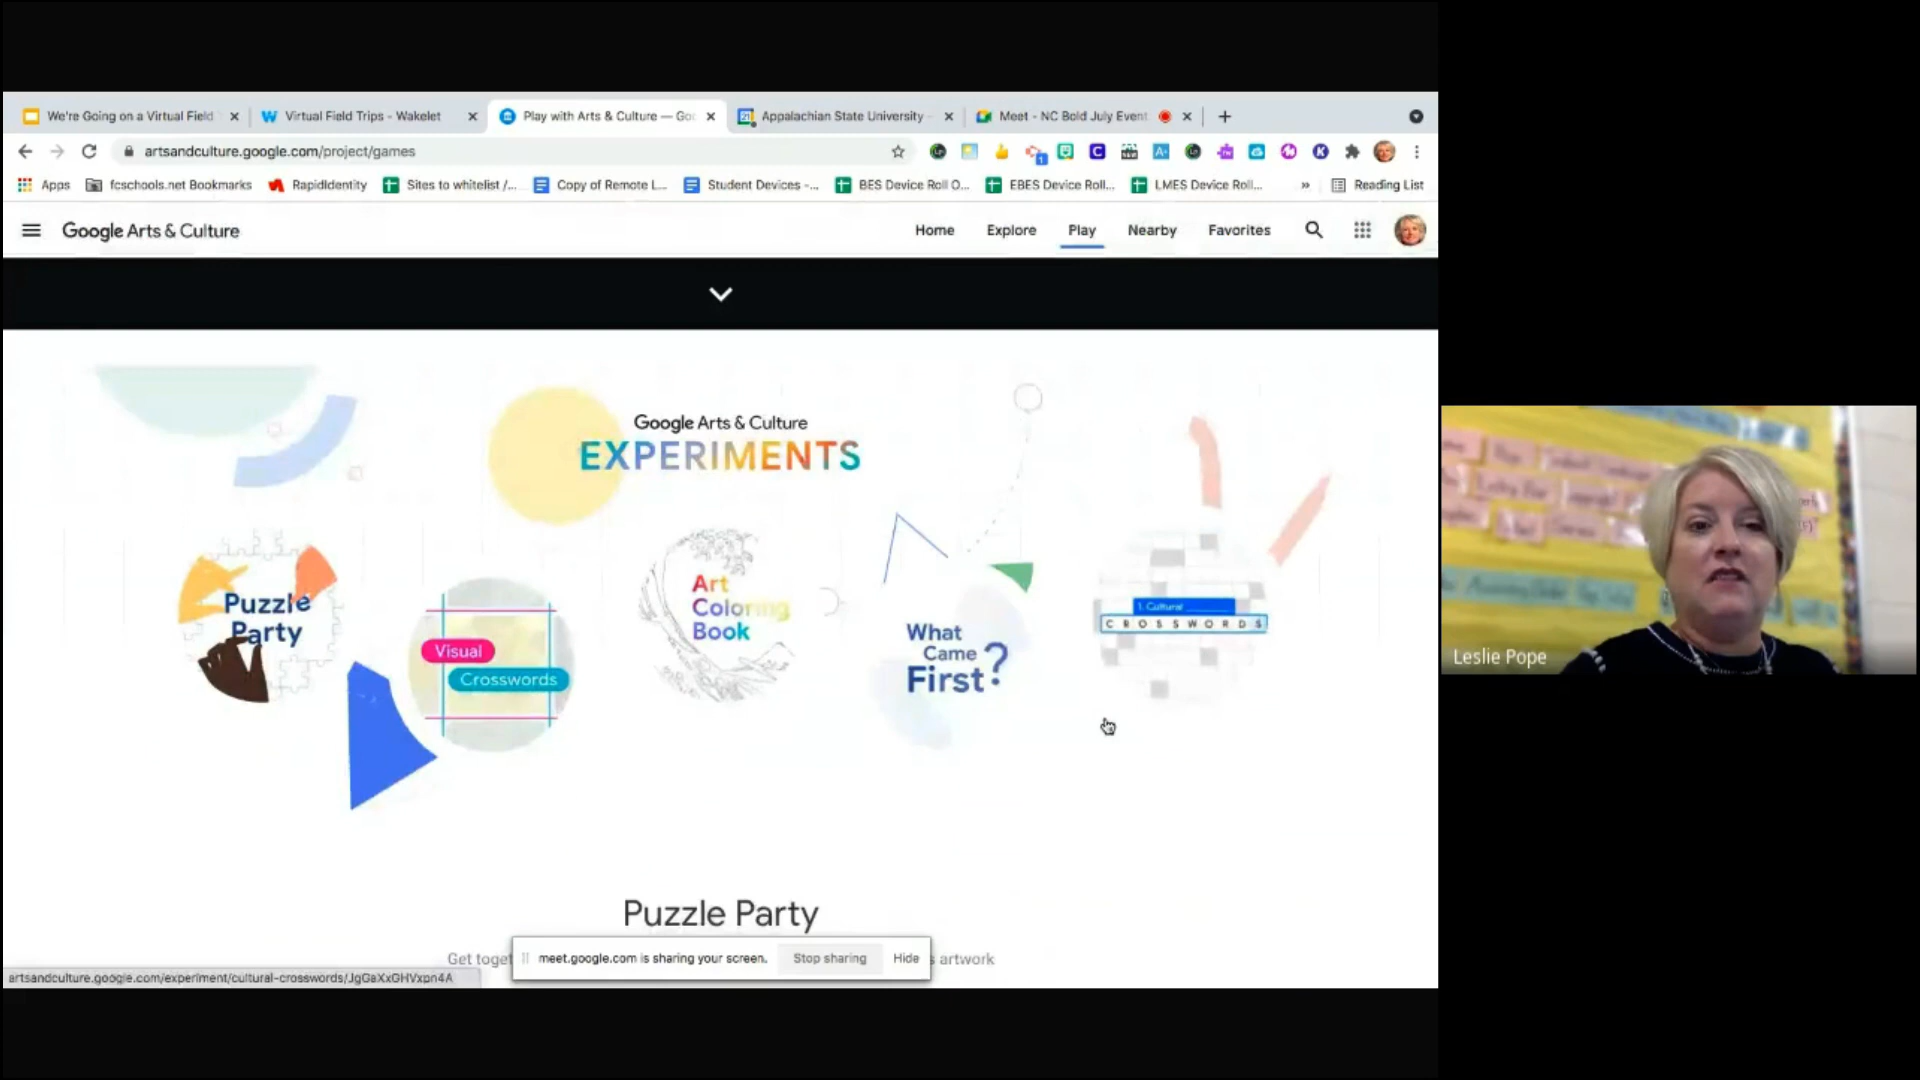 We're Going on a Virtual Field
Virtual Field Trips - Wakelet
Play with Arts & Culture — Goo
Appalachian State University -
Meet - NC Bold July Event
artsandculture.google.com/project/games
Apps
fcschools.net Bookmarks
RapidIdentity
Sites to whitelist /...
Copy of Remote L...
Student Devices -...
BES Device Roll O...
EBES Device Roll...
LMES Device Roll...
»
Reading List
Google Arts & Culture
Home
Explore
Play
Nearby
Favorites
Google Arts & Culture
EXPERIMENTS
Puzzle
Party
Visual
Crosswords
Art
Coloring
Book
What
Came
First?
1. Cultural
CROSSWORDS
Leslie Pope
Puzzle Party
Get toget
meet.google.com is sharing your screen.
Stop sharing
Hide
s artwork
artsandculture.google.com/experiment/cultural-crosswords/JgGaXxGHVxpn4A